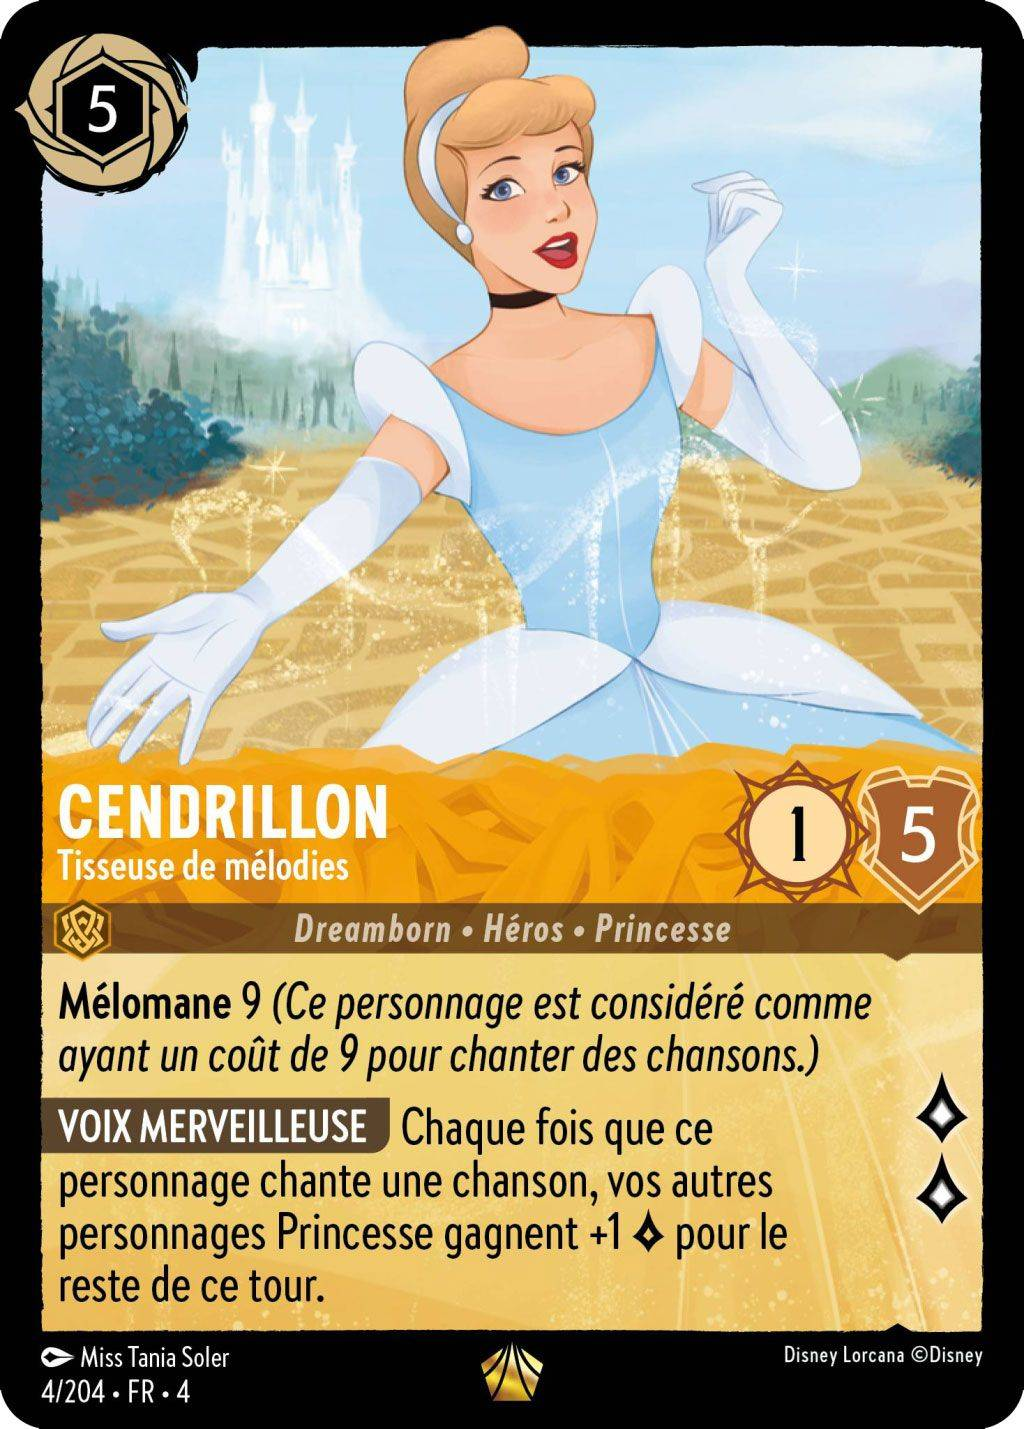 5
CENDRILLON
Tisseuse de mélodies
1
5
Dreamborn • Héros • Princesse
Mélomane 9 (Ce personnage est considéré comme
ayant un coût de 9 pour chanter des chansons.)
VOIX MERVEILLEUSE Chaque fois que ce
personnage chante une chanson, vos autres
personnages Princesse gagnent +1 pour le
reste de ce tour.
Miss Tania Soler
Disney Lorcana ©Disney
4/204 • FR • 4